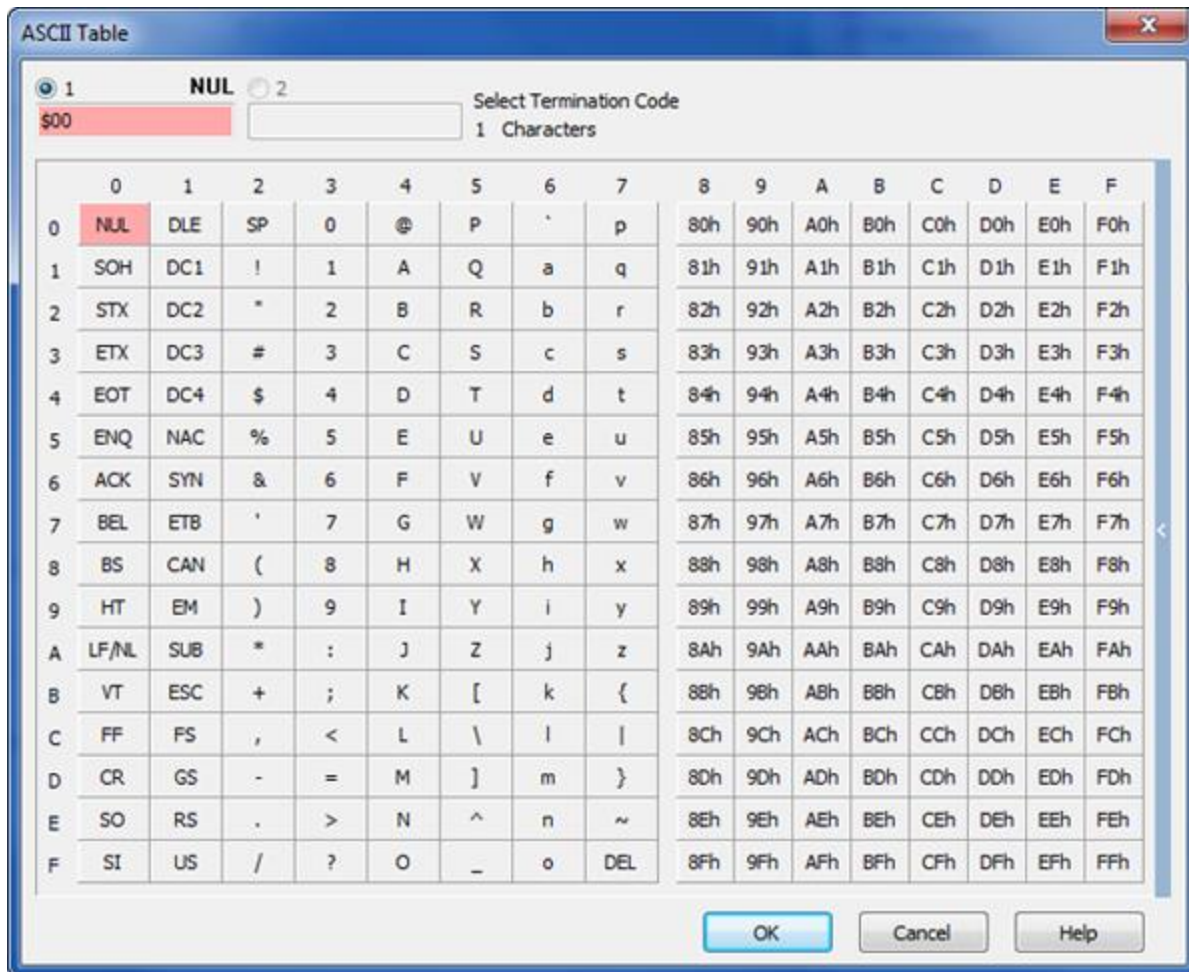 ASCII Table
1 NUL 2
$00
Select Termination Code
1 Characters
0 1 2 3 4 5 6 7 8 9 A B C D E F
0 NUL DLE SP 0 @ P ` p 80h 90h A0h B0h C0h D0h E0h F0h
1 SOH DC1 ! 1 A Q a q 81h 91h A1h B1h C1h D1h E1h F1h
2 STX DC2 " 2 B R b r 82h 92h A2h B2h C2h D2h E2h F2h
3 ETX DC3 # 3 C S c s 83h 93h A3h B3h C3h D3h E3h F3h
4 EOT DC4 $ 4 D T d t 84h 94h A4h B4h C4h D4h E4h F4h
5 ENQ NAC % 5 E U e u 85h 95h A5h B5h C5h D5h E5h F5h
6 ACK SYN & 6 F V f v 86h 96h A6h B6h C6h D6h E6h F6h
7 BEL ETB ' 7 G W g w 87h 97h A7h B7h C7h D7h E7h F7h
8 BS CAN ( 8 H X h x 88h 98h A8h B8h C8h D8h E8h F8h
9 HT EM ) 9 I Y i y 89h 99h A9h B9h C9h D9h E9h F9h
A LF/NL SUB * : J Z j z 8Ah 9Ah AAh BAh CAh DAh EAh FAh
B VT ESC + ; K [ k { 8Bh 9Bh ABh BBh CBh DBh EBh FBh
C FF FS , < L \ l | 8Ch 9Ch ACh BCh CCh DCh ECh FCh
D CR GS - = M ] m } 8Dh 9Dh ADh BDh CDh DDh EDh FDh
E SO RS . > N ^ n ~ 8Eh 9Eh AEh BEh CEh DEh EEh FEh
F SI US / ? O _ o DEL 8Fh 9Fh AFh BFh CFh DFh EFh FFh
OK Cancel Help